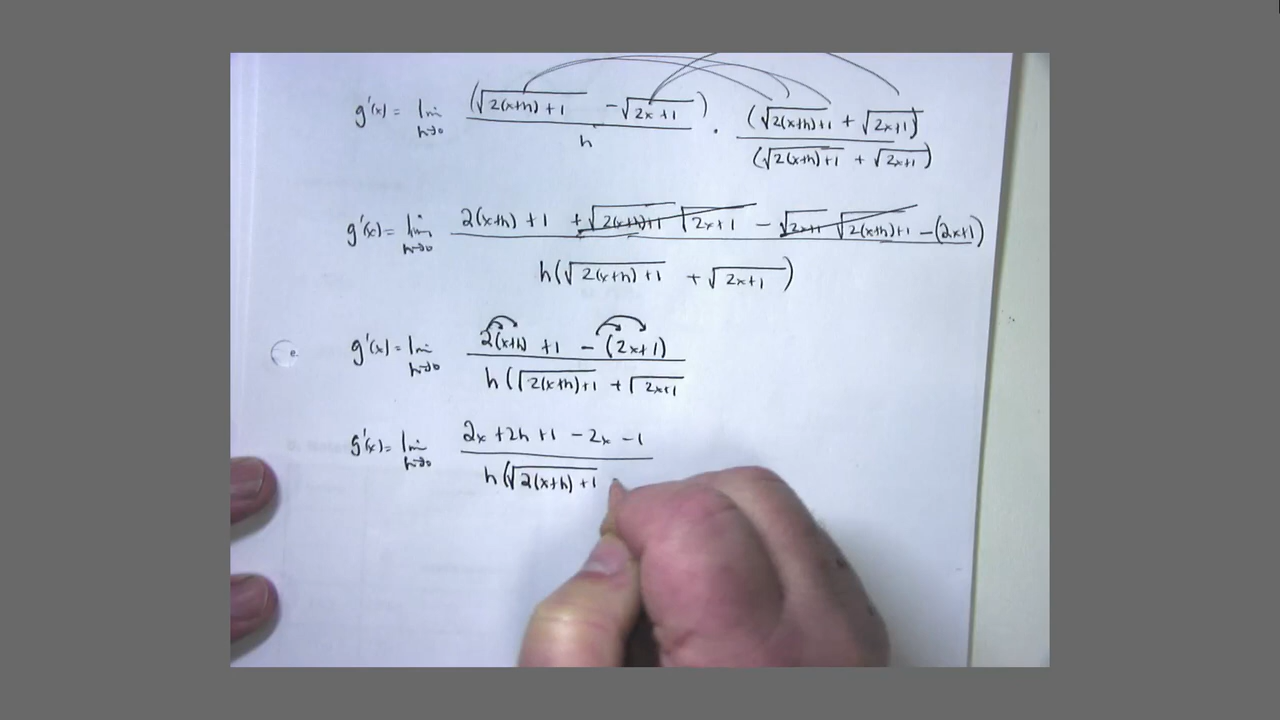 g'(x) = lim h→0 (√2(x+h)+1 - √2x+1) / h · (√2(x+h)+1 + √2x+1) / (√2(x+h)+1 + √2x+1)
g'(x) = lim h→0 2(x+h)+1 + √2(x+h)+1 √2x+1 - √2x+1 √2(x+h)+1 - (2x+1) / h(√2(x+h)+1 + √2x+1)
g'(x) = lim h→0 2(x+h) + 1 - (2x+1) / h(√2(x+h)+1 + √2x+1
g'(x) = lim h→0 2x + 2h + 1 - 2x - 1 / h(√2(x+h)+1